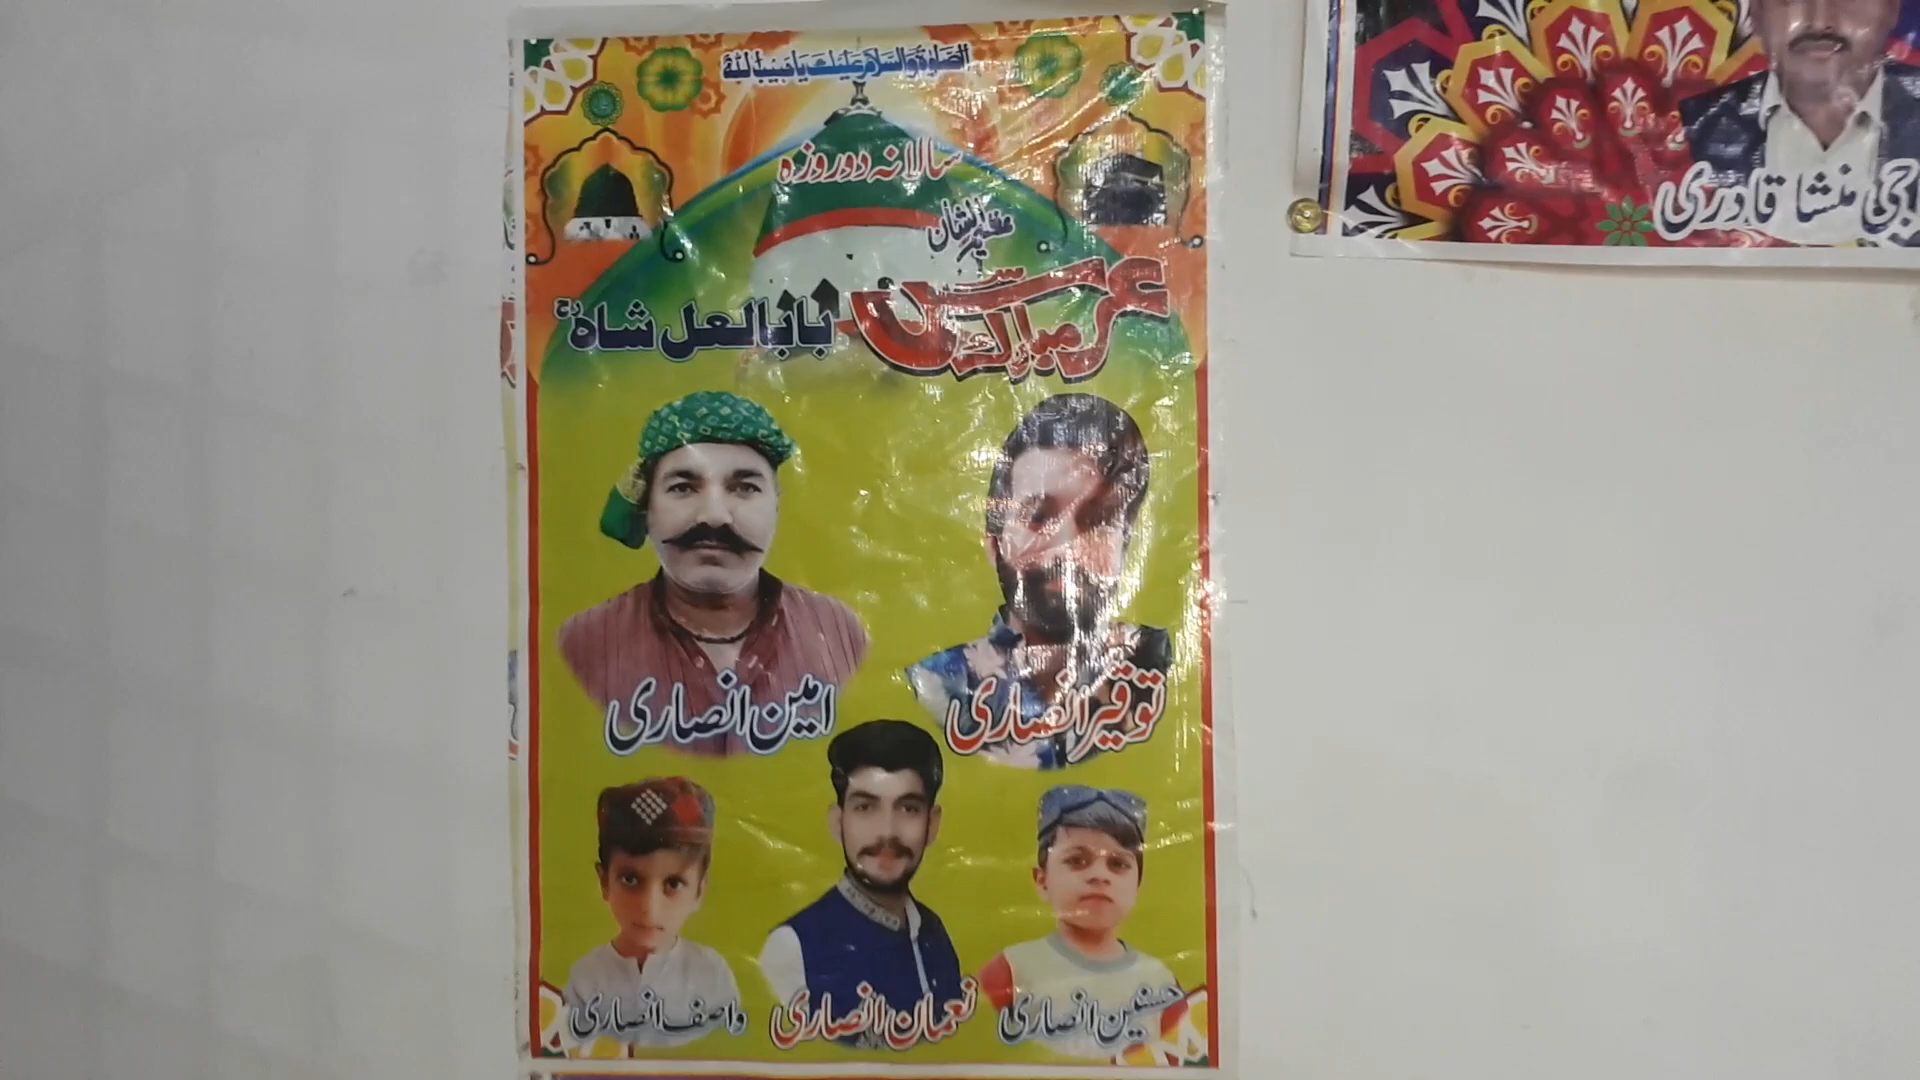 الصلوٰۃ والسلام علیک یا حبیب اللہ
سالانہ دو روزہ
عظیم الشان
عرس مبارک
بابا لعل شاہؒ
امین انصاری
توقیر انصاری
واصف انصاری
نعمان انصاری
حسنین انصاری
منشا قادری